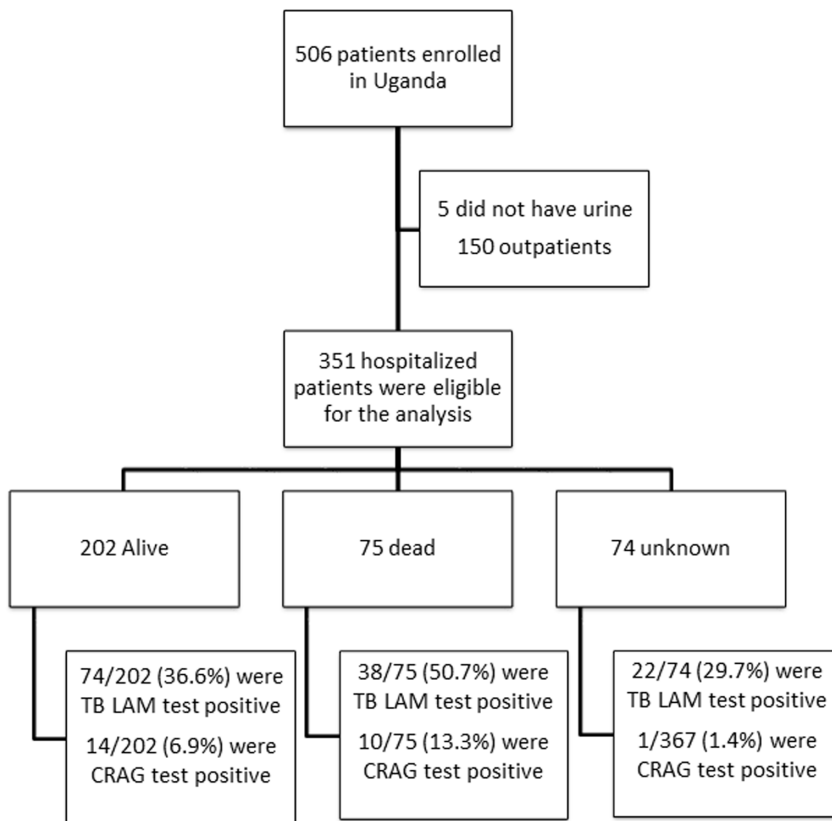 506 patients enrolled
in Uganda
5 did not have urine
150 outpatients
351 hospitalized
patients were eligible
for the analysis
202 Alive
75 dead
74 unknown
74/202 (36.6%) were
TB LAM test positive
14/202 (6.9%) were
CRAG test positive
38/75 (50.7%) were
TB LAM test positive
10/75 (13.3%) were
CRAG test positive
22/74 (29.7%) were
TB LAM test positive
1/367 (1.4%) were
CRAG test positive